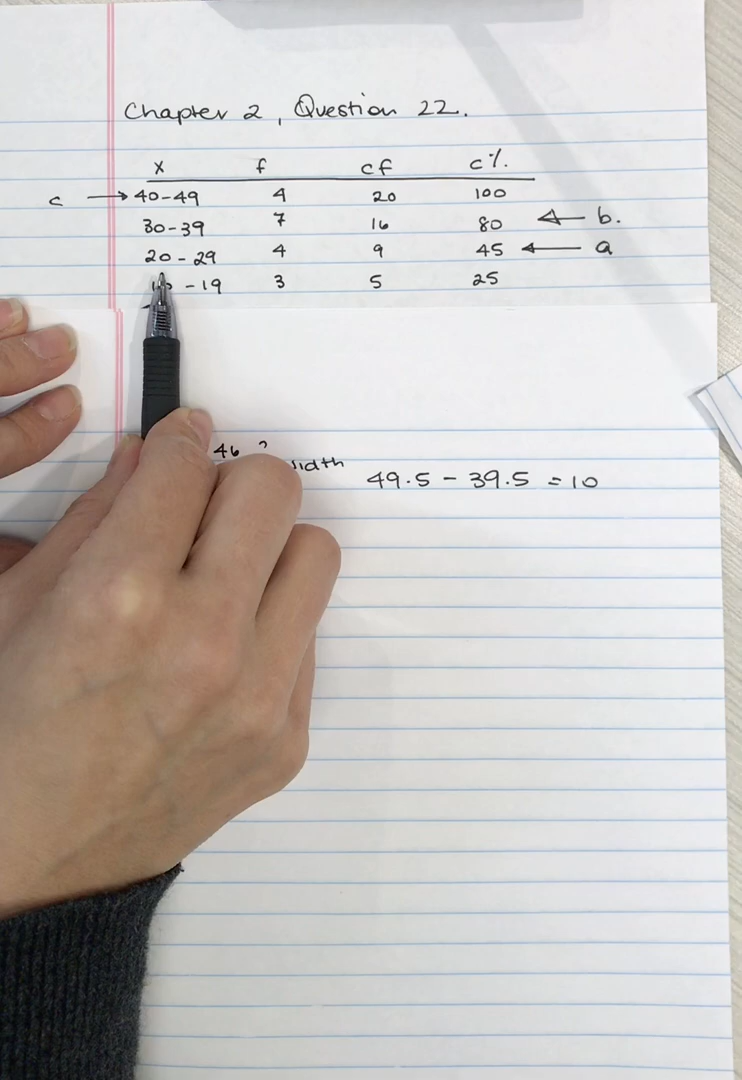 Chapter 2, Question 22.
x f cf c%.
c → 40-49 4 20 100
30-39 7 16 80 ← b.
20-29 4 9 45 ← a
-19 3 5 25
46 ?
49.5 - 39.5 = 10